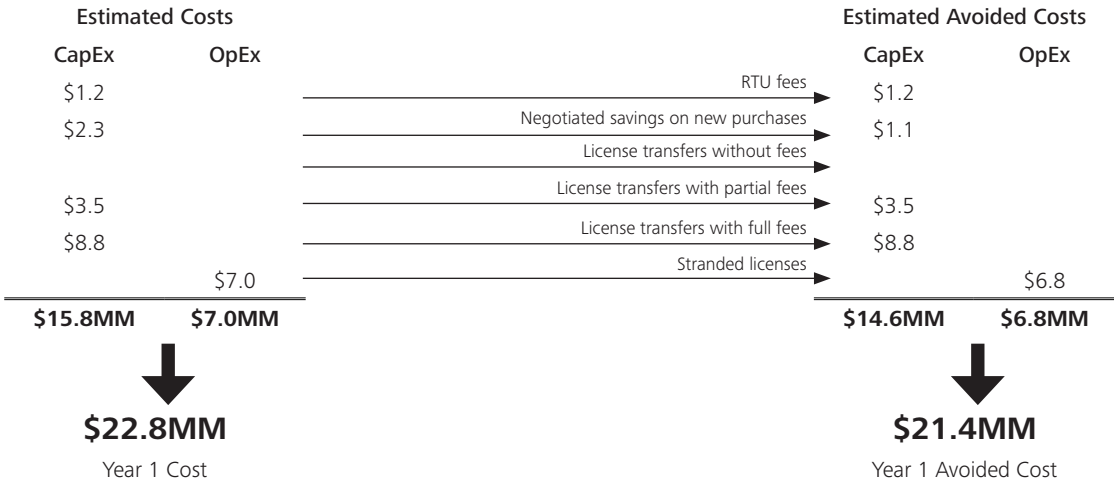 Estimated Costs
Estimated Avoided Costs
CapEx OpEx
CapEx OpEx
$1.2 RTU fees $1.2
$2.3 Negotiated savings on new purchases $1.1
License transfers without fees
$3.5 License transfers with partial fees $3.5
$8.8 License transfers with full fees $8.8
Stranded licenses
$7.0 $6.8
$15.8MM $7.0MM $14.6MM $6.8MM
$22.8MM $21.4MM
Year 1 Cost Year 1 Avoided Cost